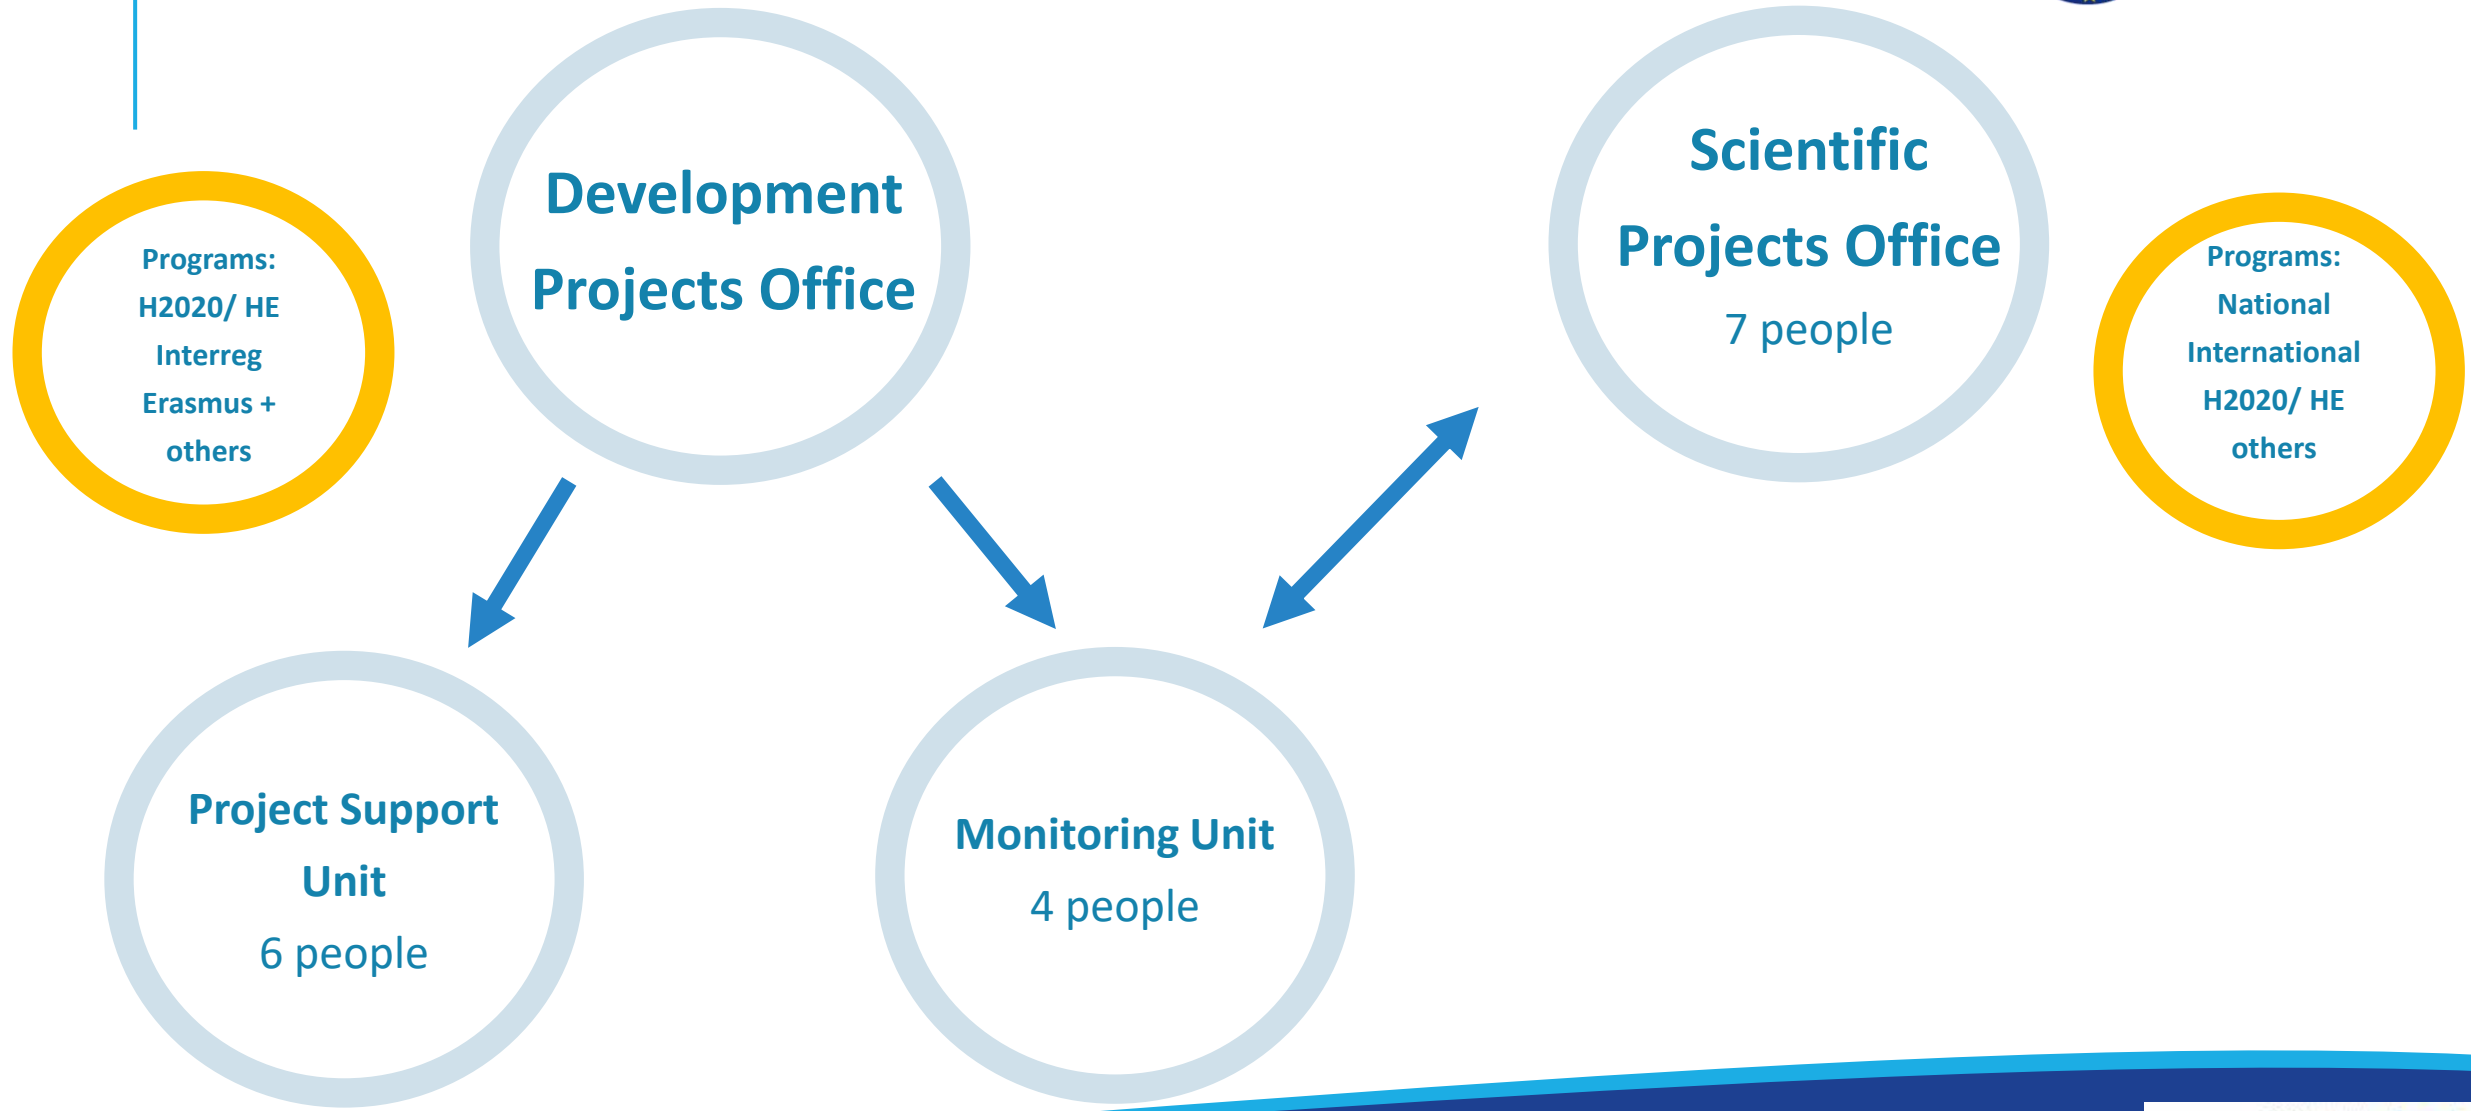 Development
Projects Office
Scientific
Projects Office
7 people
Programs:
H2020/ HE
Interreg
Erasmus +
others
Programs:
National
International
H2020/ HE
others
Project Support
Unit
6 people
Monitoring Unit
4 people